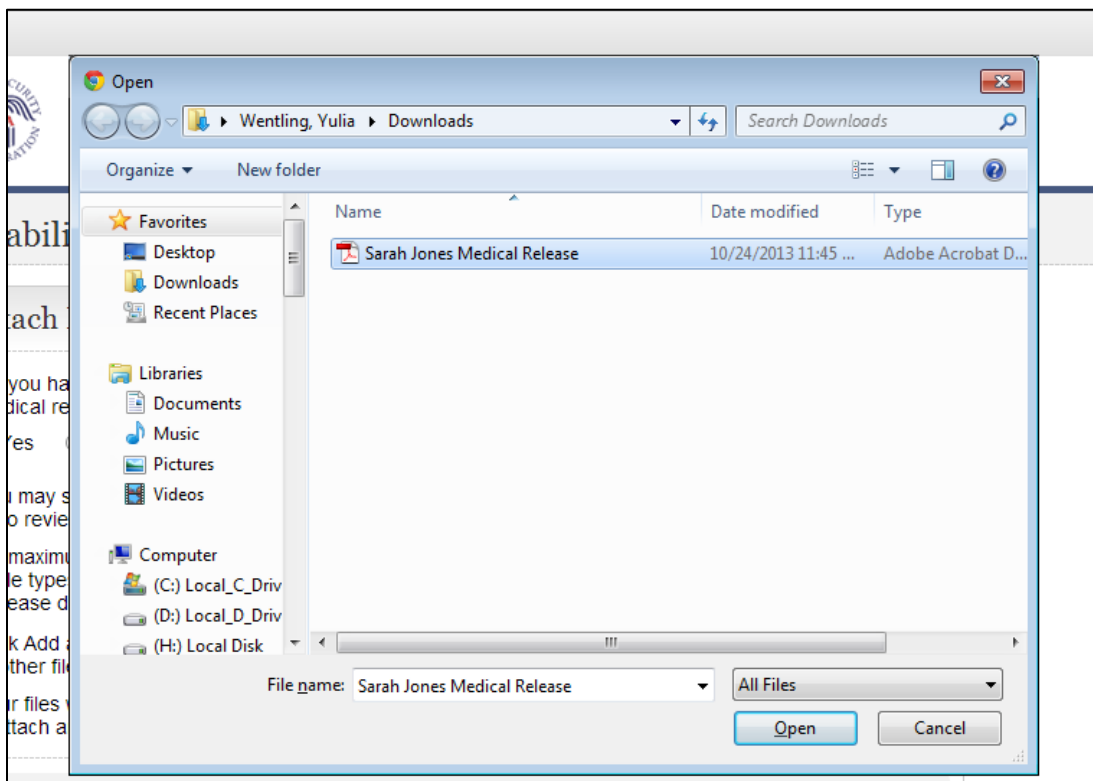 Open
Wentling, Yulia Downloads
Search Downloads
Organize New folder
Favorites
Desktop
Downloads
Recent Places
Libraries
Documents
Music
Pictures
Videos
Computer
(C:) Local_C_Driv
(D:) Local_D_Driv
(H:) Local Disk
Name Date modified Type
Sarah Jones Medical Release 10/24/2013 11:45 ... Adobe Acrobat D...
File name: Sarah Jones Medical Release All Files
Open Cancel
abili
tach
you ha
dical re
Yes
u may s
o revie
maximu
le type
ease d
k Add
ther file
ur files
ttach a